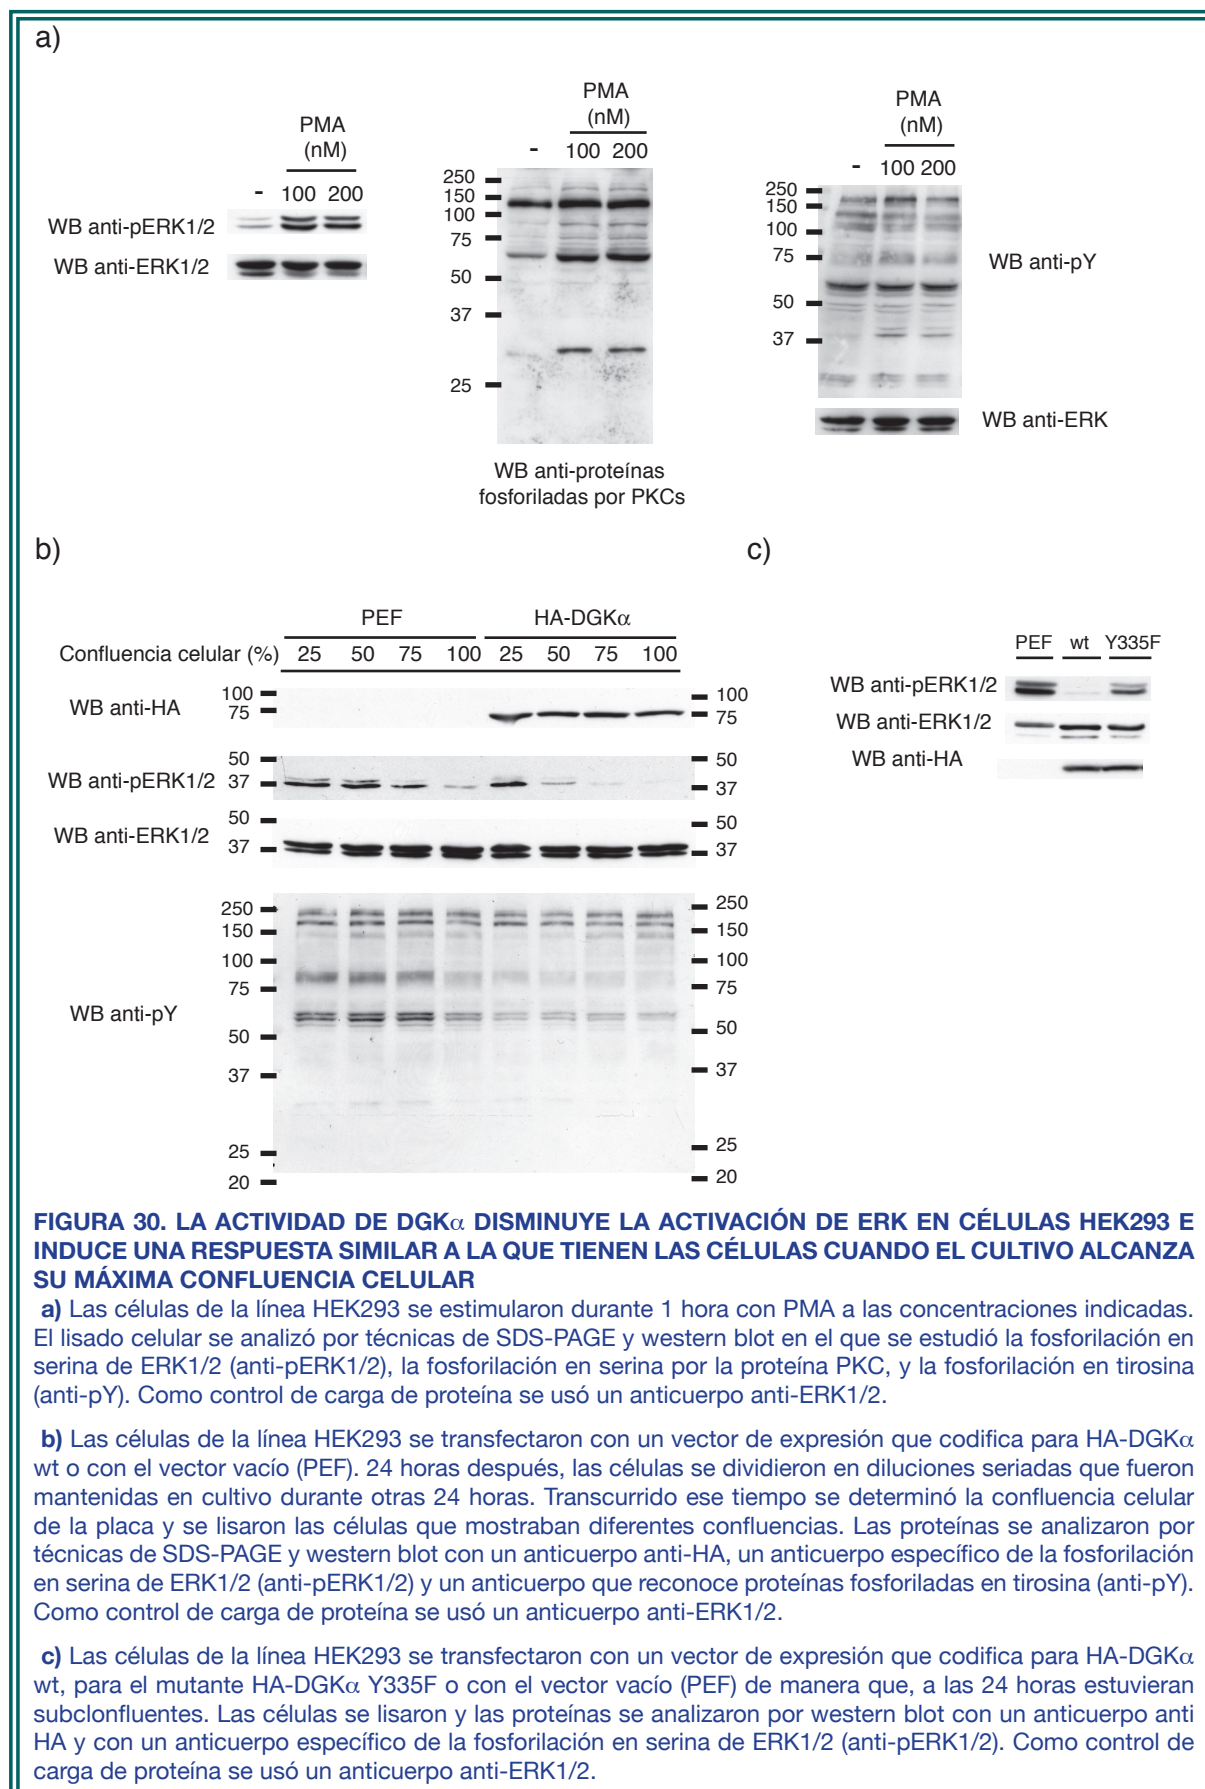 a)
PMA
(nM)
- 100 200
WB anti-pERK1/2
WB anti-ERK1/2
PMA
(nM)
- 100 200
250
150
100
75
50
37
25
WB anti-proteínas
fosforiladas por PKCs
PMA
(nM)
- 100 200
250
150
100
75
50
37
WB anti-pY
WB anti-ERK
b)
PEF HA-DGKα
Confluencia celular (%) 25 50 75 100 25 50 75 100
WB anti-HA
100
75
100
75
WB anti-pERK1/2
50
37
50
37
WB anti-ERK1/2
50
37
50
37
WB anti-pY
250
150
100
75
50
37
25
20
250
150
100
75
50
37
25
20
c)
PEF wt Y335F
WB anti-pERK1/2
WB anti-ERK1/2
WB anti-HA
FIGURA 30. LA ACTIVIDAD DE DGKα DISMINUYE LA ACTIVACIÓN DE ERK EN CÉLULAS HEK293 E
INDUCE UNA RESPUESTA SIMILAR A LA QUE TIENEN LAS CÉLULAS CUANDO EL CULTIVO ALCANZA
SU MÁXIMA CONFLUENCIA CELULAR
a) Las células de la línea HEK293 se estimularon durante 1 hora con PMA a las concentraciones indicadas.
El lisado celular se analizó por técnicas de SDS-PAGE y western blot en el que se estudió la fosforilación en
serina de ERK1/2 (anti-pERK1/2), la fosforilación en serina por la proteína PKC, y la fosforilación en tirosina
(anti-pY). Como control de carga de proteína se usó un anticuerpo anti-ERK1/2.
b) Las células de la línea HEK293 se transfectaron con un vector de expresión que codifica para HA-DGKα
wt o con el vector vacío (PEF). 24 horas después, las células se dividieron en diluciones seriadas que fueron
mantenidas en cultivo durante otras 24 horas. Transcurrido ese tiempo se determinó la confluencia celular
de la placa y se lisaron las células que mostraban diferentes confluencias. Las proteínas se analizaron por
técnicas de SDS-PAGE y western blot con un anticuerpo anti-HA, un anticuerpo específico de la fosforilación
en serina de ERK1/2 (anti-pERK1/2) y un anticuerpo que reconoce proteínas fosforiladas en tirosina (anti-pY).
Como control de carga de proteína se usó un anticuerpo anti-ERK1/2.
c) Las células de la línea HEK293 se transfectaron con un vector de expresión que codifica para HA-DGKα
wt, para el mutante HA-DGKα Y335F o con el vector vacío (PEF) de manera que, a las 24 horas estuvieran
subclonfluentes. Las células se lisaron y las proteínas se analizaron por western blot con un anticuerpo anti
HA y con un anticuerpo específico de la fosforilación en serina de ERK1/2 (anti-pERK1/2). Como control de
carga de proteína se usó un anticuerpo anti-ERK1/2.